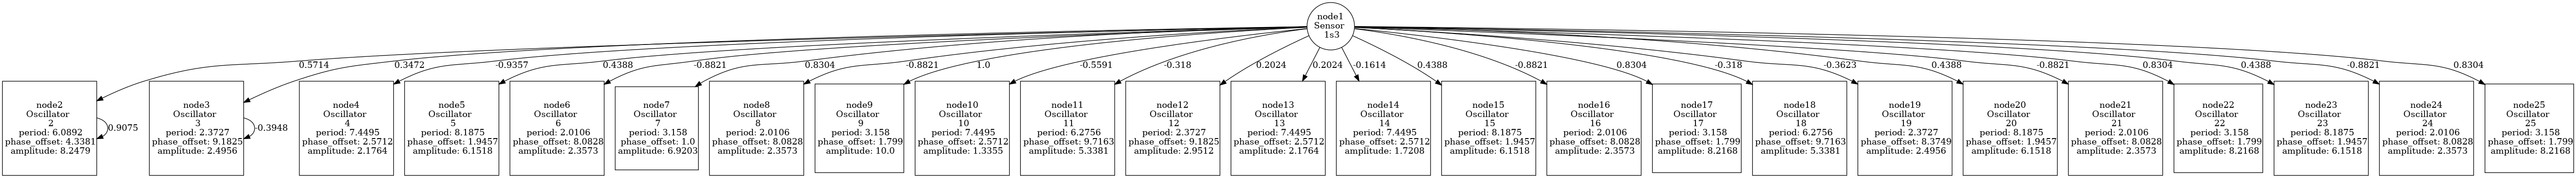 node1
Sensor
1s3
0.5714
0.3472
-0.9357
0.4388
-0.8821
0.8304
-0.8821
1.0
-0.5591
-0.318
0.2024
0.2024
-0.1614
0.4388
-0.8821
0.8304
-0.318
-0.3623
0.4388
-0.8821
0.8304
0.4388
-0.8821
0.8304
node2
Oscillator
2
period: 6.0892
phase_offset: 4.3381
amplitude: 8.2479
0.9075
node3
Oscillator
3
period: 2.3727
phase_offset: 9.1825
amplitude: 2.4956
-0.3948
node4
Oscillator
4
period: 7.4495
phase_offset: 2.5712
amplitude: 2.1764
node5
Oscillator
5
period: 8.1875
phase_offset: 1.9457
amplitude: 6.1518
node6
Oscillator
6
period: 2.0106
phase_offset: 8.0828
amplitude: 2.3573
node7
Oscillator
7
period: 3.158
phase_offset: 1.0
amplitude: 6.9203
node8
Oscillator
8
period: 2.0106
phase_offset: 8.0828
amplitude: 2.3573
node9
Oscillator
9
period: 3.158
phase_offset: 1.799
amplitude: 10.0
node10
Oscillator
10
period: 7.4495
phase_offset: 2.5712
amplitude: 1.3355
node11
Oscillator
11
period: 6.2756
phase_offset: 9.7163
amplitude: 5.3381
node12
Oscillator
12
period: 2.3727
phase_offset: 9.1825
amplitude: 2.9512
node13
Oscillator
13
period: 7.4495
phase_offset: 2.5712
amplitude: 2.1764
node14
Oscillator
14
period: 7.4495
phase_offset: 2.5712
amplitude: 1.7208
node15
Oscillator
15
period: 8.1875
phase_offset: 1.9457
amplitude: 6.1518
node16
Oscillator
16
period: 2.0106
phase_offset: 8.0828
amplitude: 2.3573
node17
Oscillator
17
period: 3.158
phase_offset: 1.799
amplitude: 8.2168
node18
Oscillator
18
period: 6.2756
phase_offset: 9.7163
amplitude: 5.3381
node19
Oscillator
19
period: 2.3727
phase_offset: 8.3749
amplitude: 2.4956
node20
Oscillator
20
period: 8.1875
phase_offset: 1.9457
amplitude: 6.1518
node21
Oscillator
21
period: 2.0106
phase_offset: 8.0828
amplitude: 2.3573
node22
Oscillator
22
period: 3.158
phase_offset: 1.799
amplitude: 8.2168
node23
Oscillator
23
period: 8.1875
phase_offset: 1.9457
amplitude: 6.1518
node24
Oscillator
24
period: 2.0106
phase_offset: 8.0828
amplitude: 2.3573
node25
Oscillator
25
period: 3.158
phase_offset: 1.799
amplitude: 8.2168